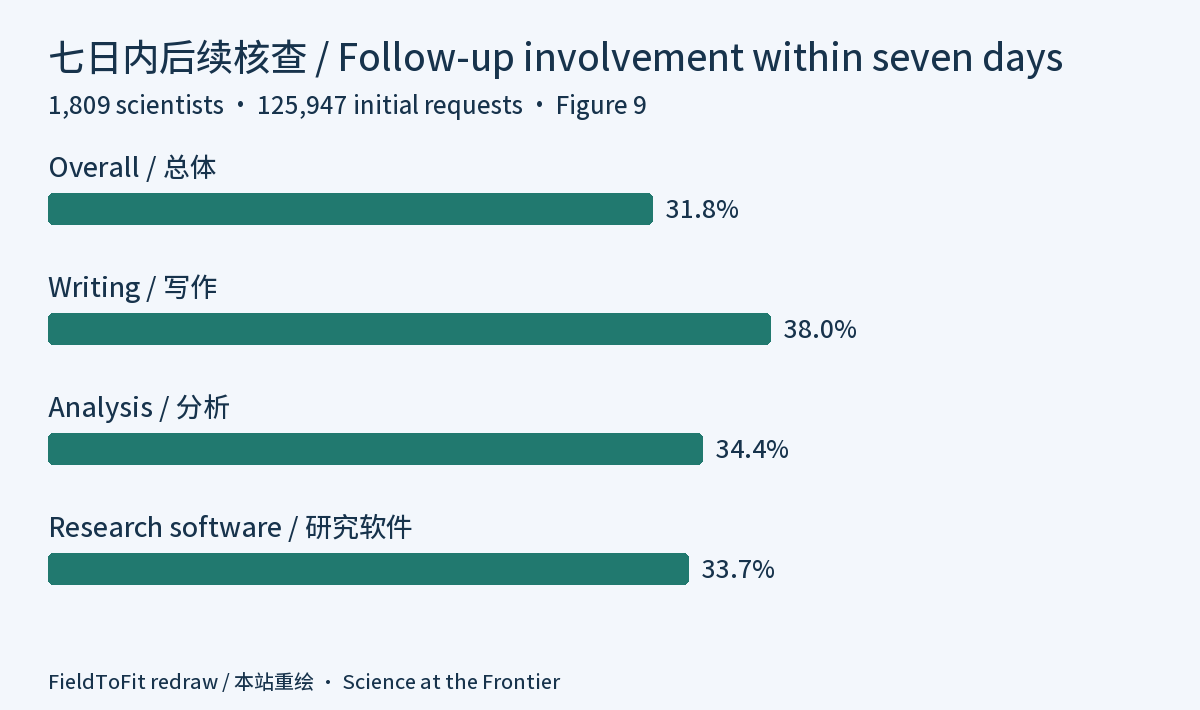 七日内后续核查 / Follow-up involvement within seven days
1,809 scientists • 125,947 initial requests • Figure 9
Overall / 总体
31.8%
Writing / 写作
38.0%
Analysis / 分析
34.4%
Research software / 研究软件
33.7%
FieldToFit redraw / 本站重绘 • Science at the Frontier